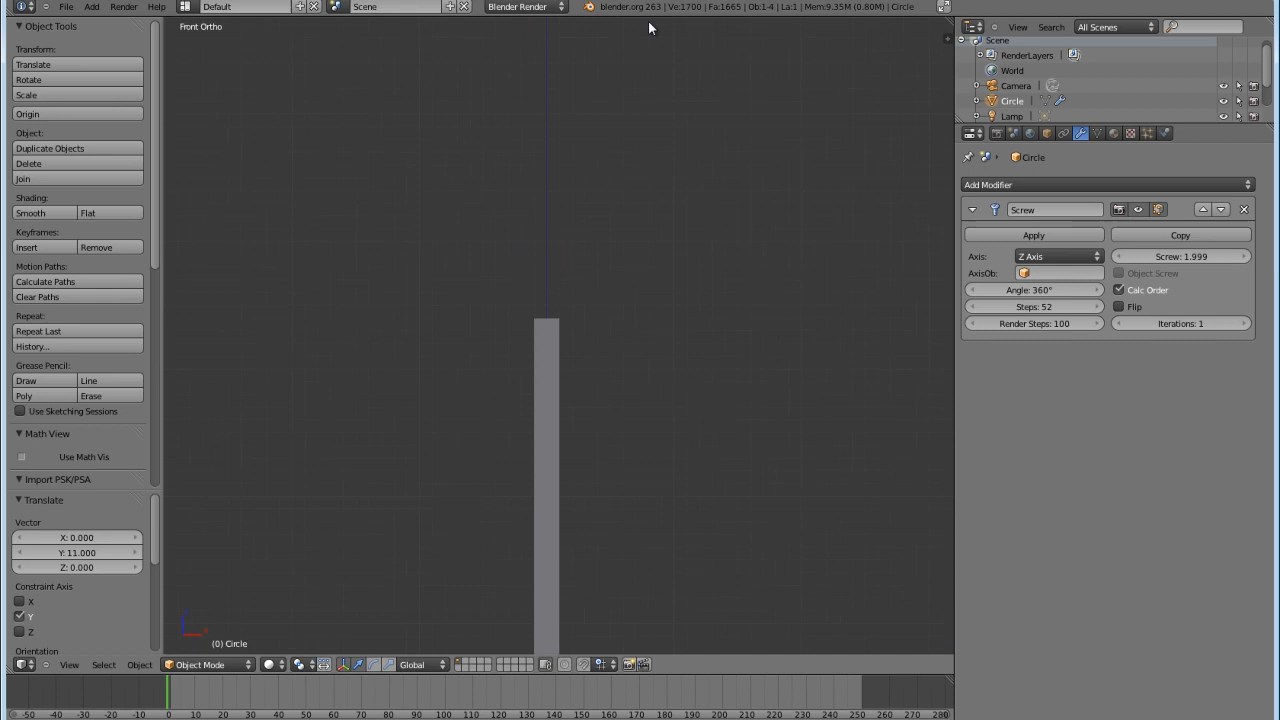 File Add Render Help Default Scene Blender Render blender.org 263 | Ve:1700 | Fa:1665 | Ob:1-4 | La:1 | Mem:9.35M (0.80M) | Circle
Object Tools
Transform:
Translate
Rotate
Scale
Origin
Object:
Duplicate Objects
Delete
Join
Shading:
Smooth Flat
Keyframes:
Insert Remove
Motion Paths:
Calculate Paths
Clear Paths
Repeat:
Repeat Last
History...
Grease Pencil:
Draw Line
Poly Erase
Use Sketching Sessions
Math View
Use Math Vis
Import PSK/PSA
Translate
Vector
X: 0.000
Y: 11.000
Z: 0.000
Constraint Axis
X
Y
Z
Orientation
Front Ortho
(0) Circle
View Select Object Object Mode Global
-50 -40 -30 -20 -10 0 10 20 30 40 50 60 70 80 90 100 110 120 130 140 150 160 170 180 190 200 210 220 230 240 250 260 270 280
View Search All Scenes
Scene
RenderLayers |
World
Camera |
Circle |
Lamp |
Circle
Add Modifier
Screw
Apply Copy
Axis: Z Axis Screw: 1.999
AxisOb: Object Screw
Angle: 360° Calc Order
Steps: 52 Flip
Render Steps: 100 Iterations: 1